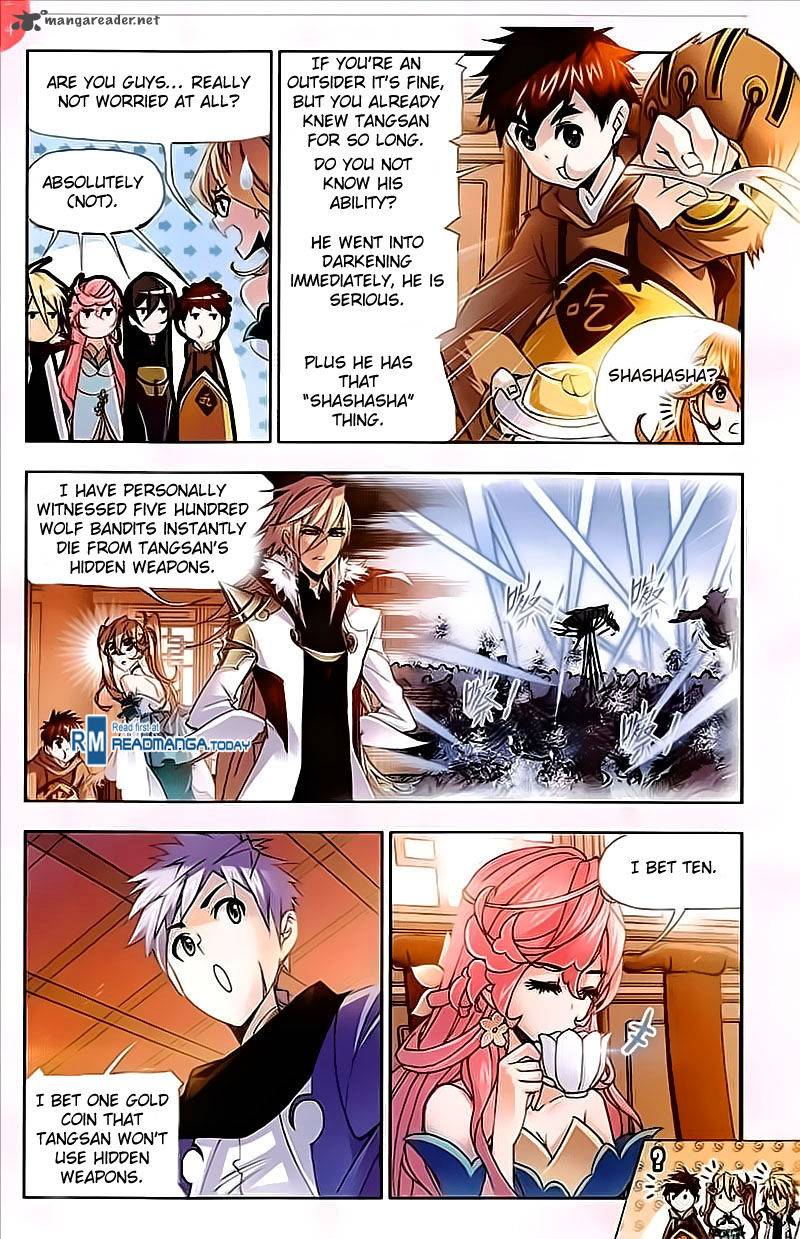 mangareader.net
ARE YOU GUYS... REALLY
NOT WORRIED AT ALL?
ABSOLUTELY
(NOT).
IF YOU'RE AN
OUTSIDER IT'S FINE,
BUT YOU ALREADY
KNEW TANGSAN
FOR SO LONG.
DO YOU NOT
KNOW HIS
ABILITY?
HE WENT INTO
DARKENING
IMMEDIATELY, HE IS
SERIOUS.
PLUS HE HAS
THAT
"SHASHASHA"
THING.
吃
SHASHASHA?
I HAVE PERSONALLY
WITNESSED FIVE HUNDRED
WOLF BANDITS INSTANTLY
DIE FROM TANGSAN'S
HIDDEN WEAPONS.
RM
Read first at
READMANGA.TODAY
I BET ONE GOLD
COIN THAT
TANGSAN WON'T
USE HIDDEN
WEAPONS.
I BET TEN.
?